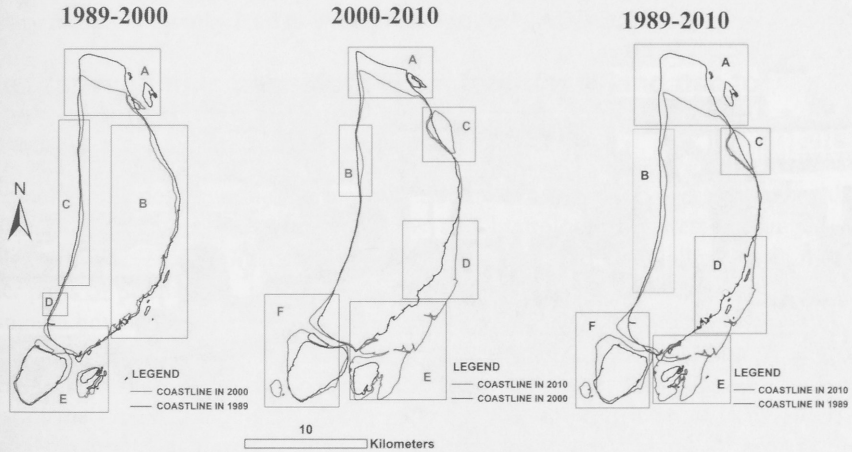 1989-2000
A
C
B
N
D
E
LEGEND
COASTLINE IN 2000
COASTLINE IN 1989
2000-2010
A
C
B
D
F
E
LEGEND
COASTLINE IN 2010
COASTLINE IN 2000
1989-2010
A
C
B
D
F
E
LEGEND
COASTLINE IN 2010
COASTLINE IN 1989
10
Kilometers